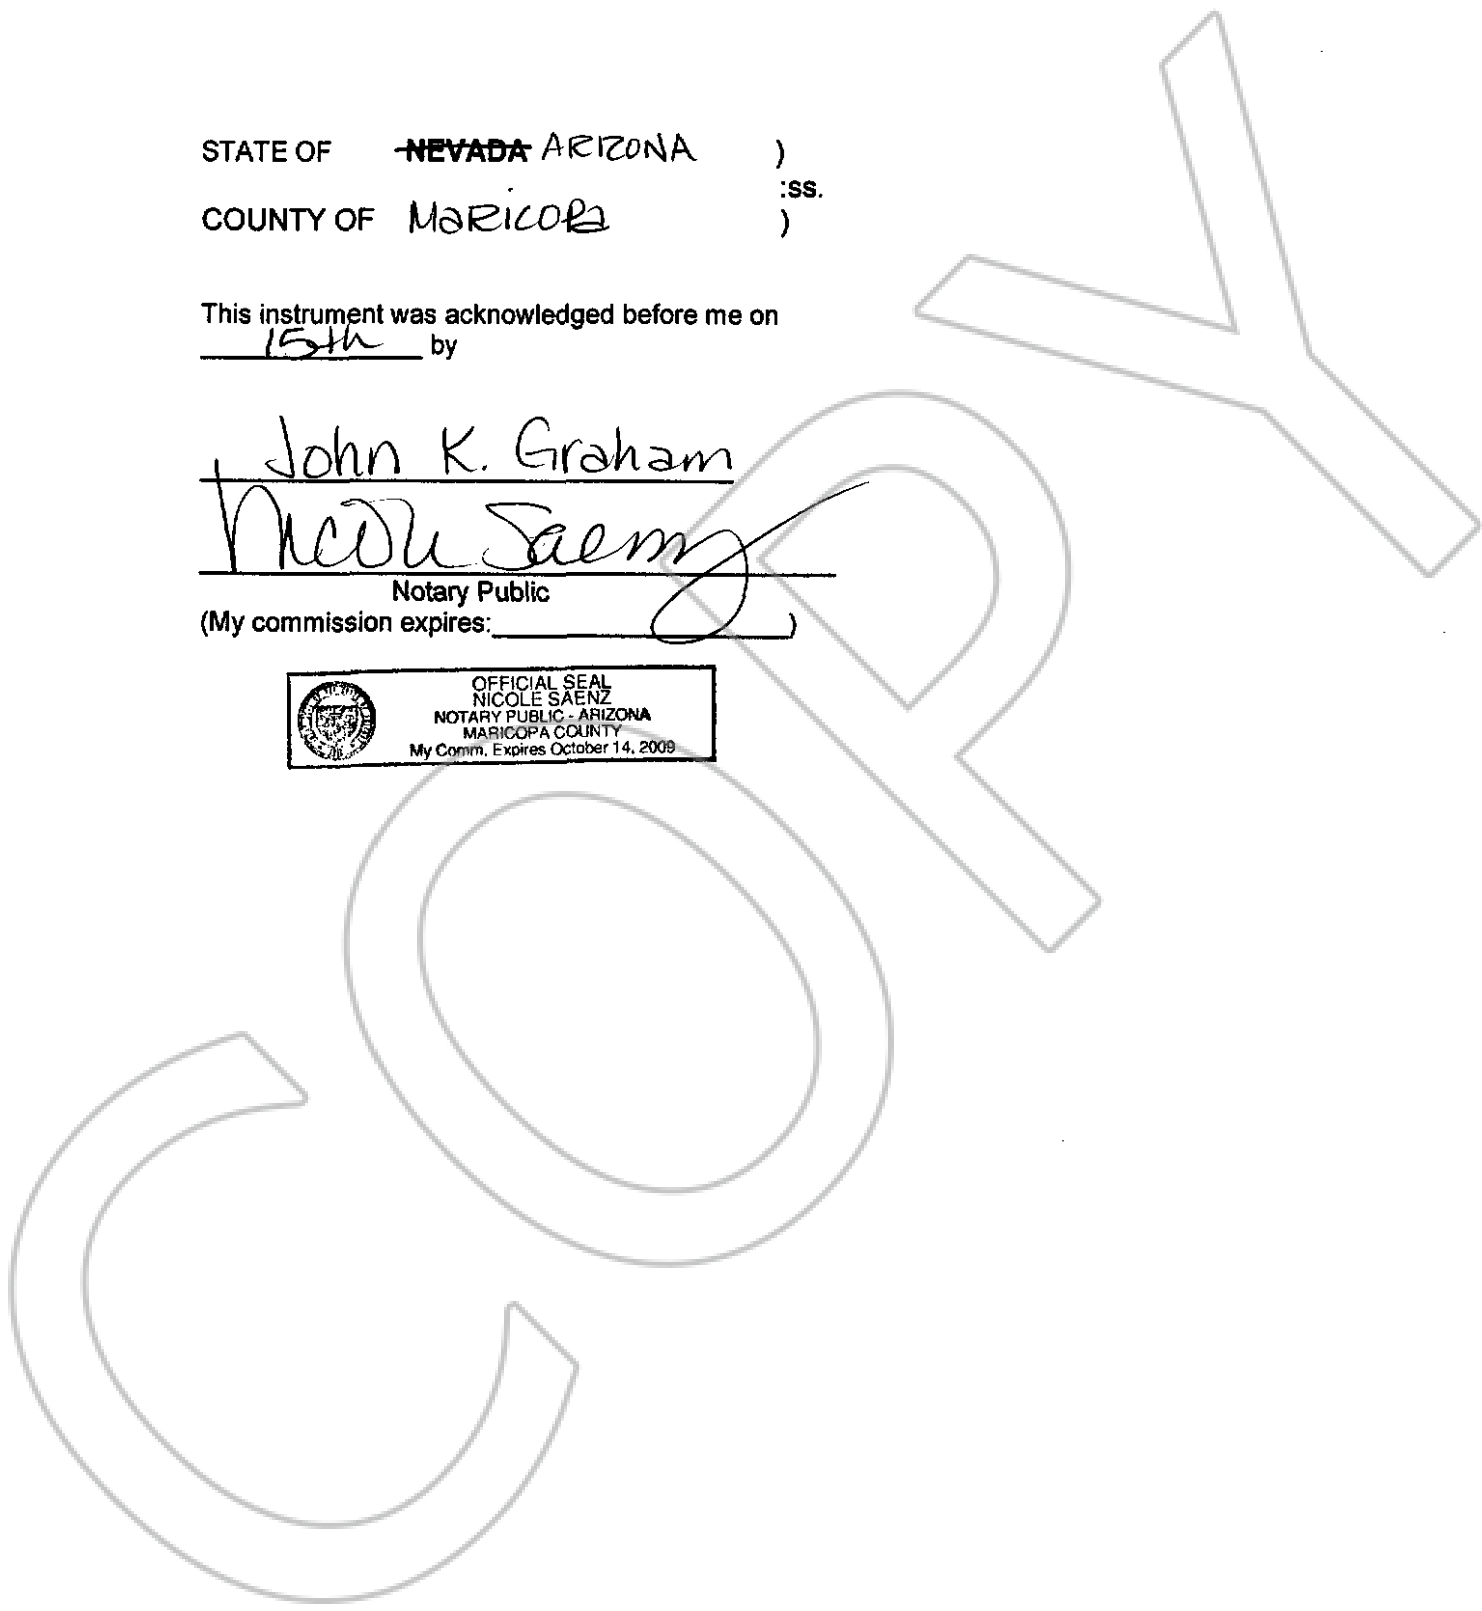 STATE OF NEVADA ARIZONA )
:ss.
COUNTY OF MaRicopa )
This instrument was acknowledged before me on
15th by
John K. Graham
Nicole Saenz
Notary Public
(My commission expires: )
OFFICIAL SEAL
NICOLE SAENZ
NOTARY PUBLIC - ARIZONA
MARICOPA COUNTY
My Comm. Expires October 14, 2009
COPY